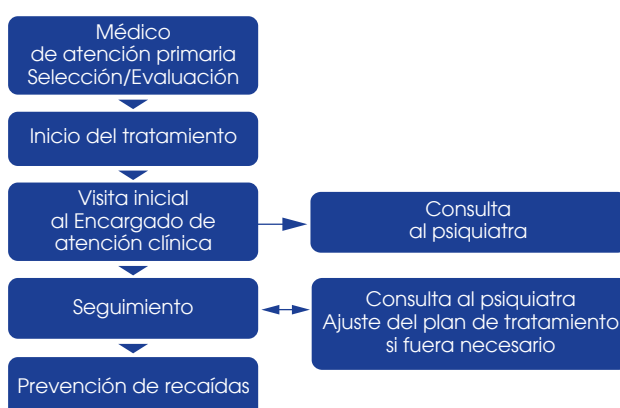 Médico
de atención primaria
Selección/Evaluación
Inicio del tratamiento
Visita inicial
al Encargado de
atención clínica
Consulta
al psiquiatra
Seguimiento
Consulta al psiquiatra
Ajuste del plan de tratamiento
si fuera necesario
Prevención de recaídas